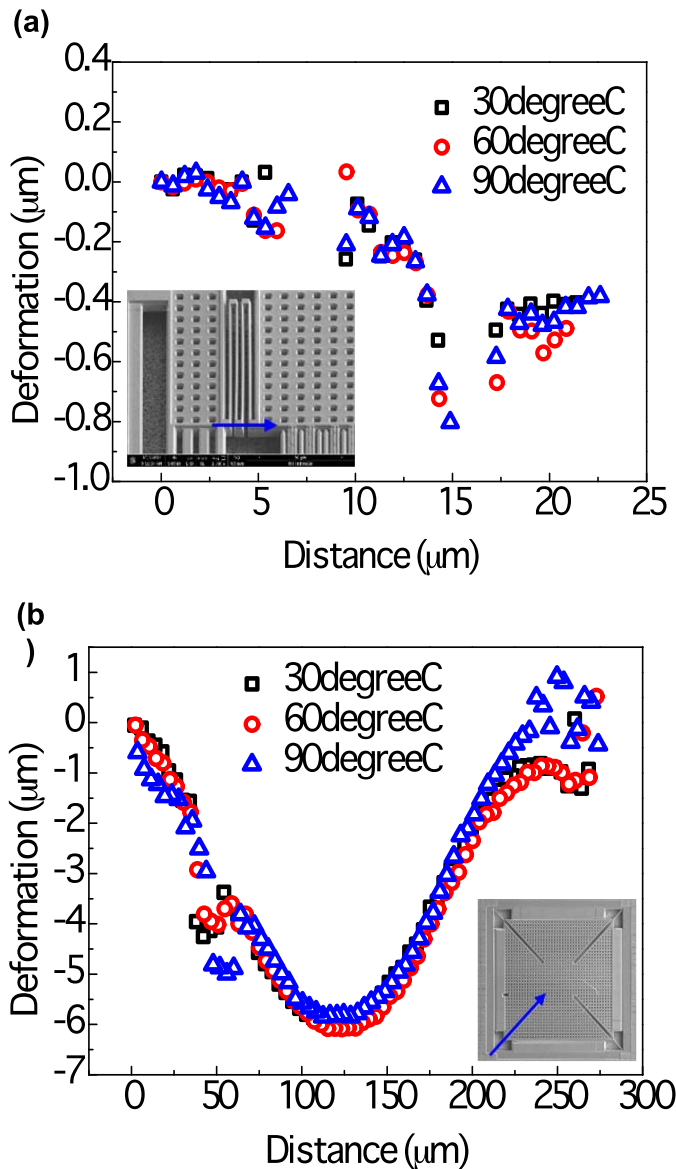 (a)
0.4
0.2
0.0
-0.2
-0.4
-0.6
-0.8
-1.0
Deformation (μm)
30degreeC
60degreeC
90degreeC
0 5 10 15 20 25
Distance (μm)
(b
)
1
0
-1
-2
-3
-4
-5
-6
-7
Deformation (μm)
30degreeC
60degreeC
90degreeC
0 50 100 150 200 250 300
Distance (μm)